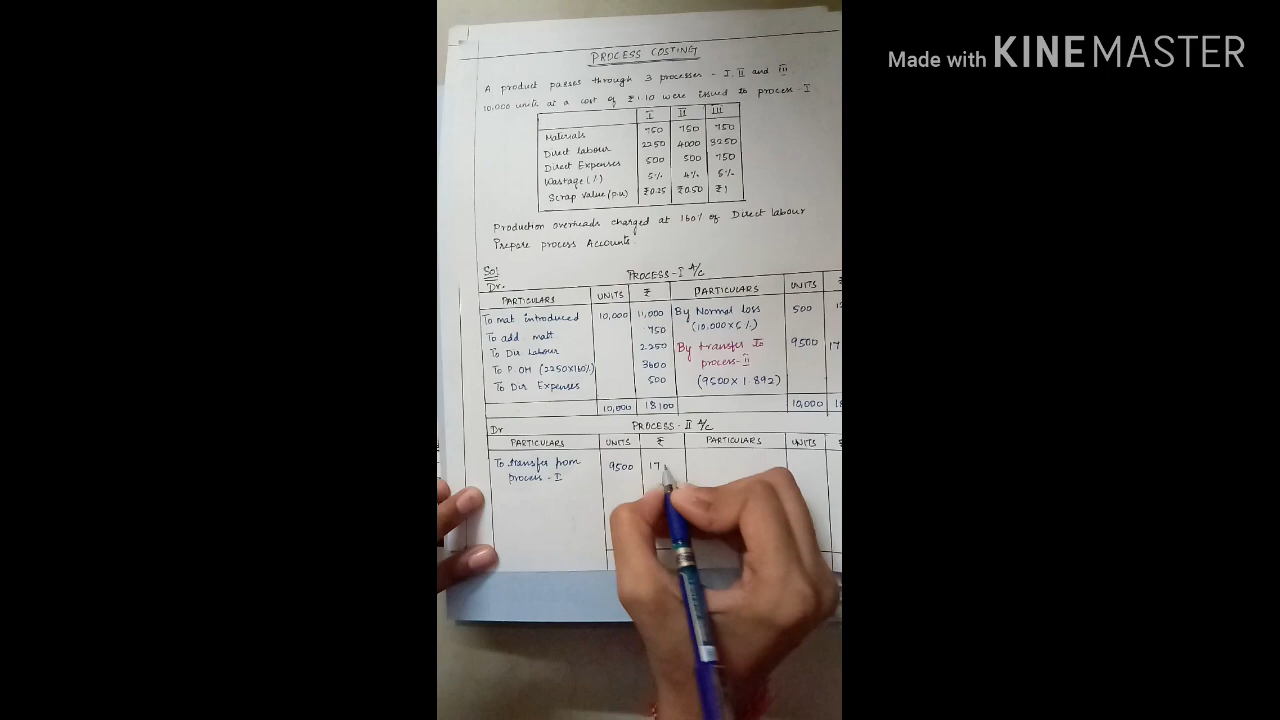 Made with KINEMASTER
PROCESS COSTING
A product passes through 3 processes - I, II and III
10,000 units at a cost of ₹1.10 were issued to process - I
I II III
Materials 750 750 750
Direct labour 2250 4000 3250
Direct Expenses 500 500 750
Wastage (%) 5% 4% 5%
Scrap value (p.u) ₹0.25 ₹0.50 ₹1
Production overheads charged at 160% of Direct labour
Prepare process Accounts.
Sol
PROCESS - I A/c
Dr.
PARTICULARS UNITS ₹ PARTICULARS UNITS ₹
To mat introduced 10,000 11,000 By Normal loss 500
750 (10,000 x 5%)
To add matl
To Dir Labour 2,250 By transfer to 9500 17
To P.OH (2250x160%) 3600 process - II
To Dir Expenses 500 (9500 x 1.892)
10,000 18100 10,000
Dr PROCESS - II A/c
PARTICULARS UNITS ₹ PARTICULARS UNITS ₹
To transfer from 9500 17
process - I